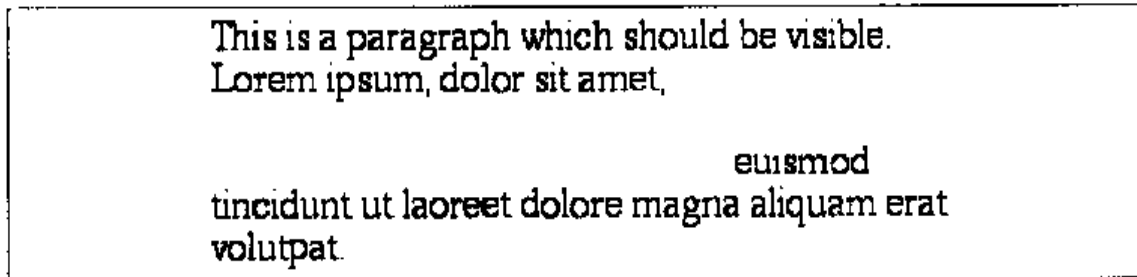 This is a paragraph which should be visible.
Lorem ipsum, dolor sit amet,
euismod
tincidunt ut laoreet dolore magna aliquam erat
volutpat.